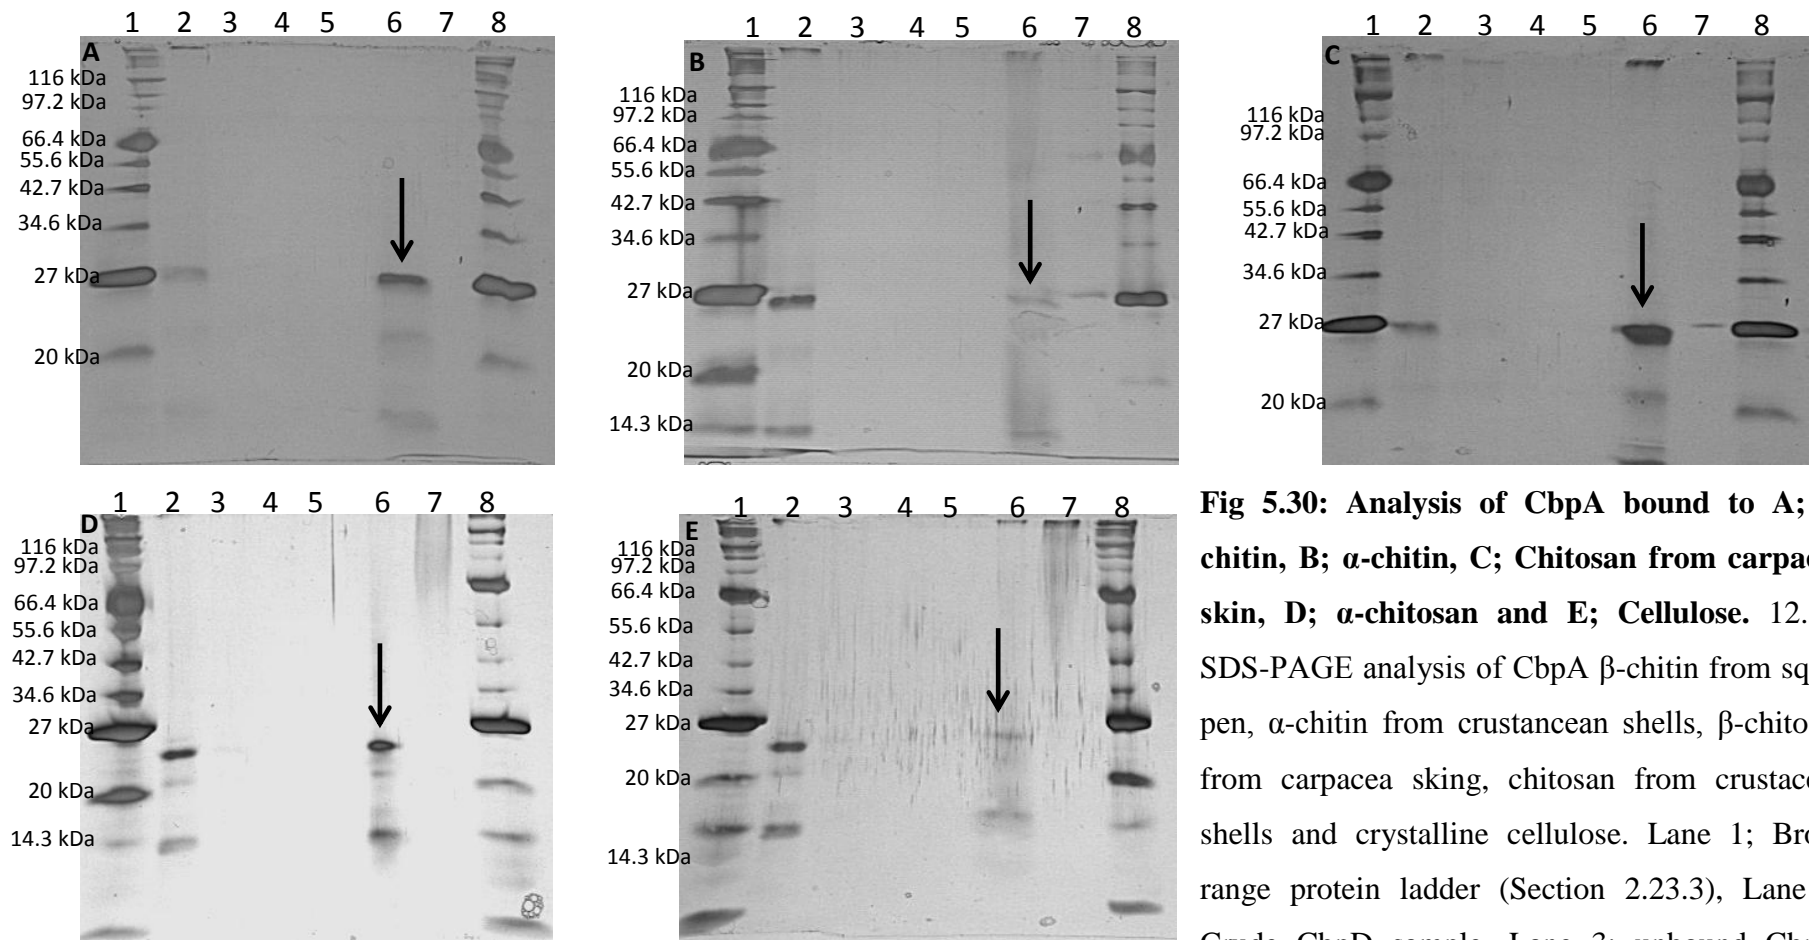 1 2 3 4 5 6 7 8
A
116 kDa
97.2 kDa
66.4 kDa
55.6 kDa
42.7 kDa
34.6 kDa
27 kDa
20 kDa
1 2 3 4 5 6 7 8
B
116 kDa
97.2 kDa
66.4 kDa
55.6 kDa
42.7 kDa
34.6 kDa
27 kDa
20 kDa
14.3 kDa
1 2 3 4 5 6 7 8
C
116 kDa
97.2 kDa
66.4 kDa
55.6 kDa
42.7 kDa
34.6 kDa
27 kDa
20 kDa
1 2 3 4 5 6 7 8
D
116 kDa
97.2 kDa
66.4 kDa
55.6 kDa
42.7 kDa
34.6 kDa
27 kDa
20 kDa
14.3 kDa
1 2 3 4 5 6 7 8
E
116 kDa
97.2 kDa
66.4 kDa
55.6 kDa
42.7 kDa
34.6 kDa
27 kDa
20 kDa
14.3 kDa
Fig 5.30: Analysis of CbpA bound to A;
chitin, B; α-chitin, C; Chitosan from
skin, D; α-chitosan and E; Cellulose. 12.
SDS-PAGE analysis of CbpA β-chitin from
pen, α-chitin from crustancean shells,
from carpacea sking, chitosan from
shells and crystalline cellulose. Lane 1;
range protein ladder (Section 2.23.3), Lane
Crude CbpD sample, Lane 3; unbound